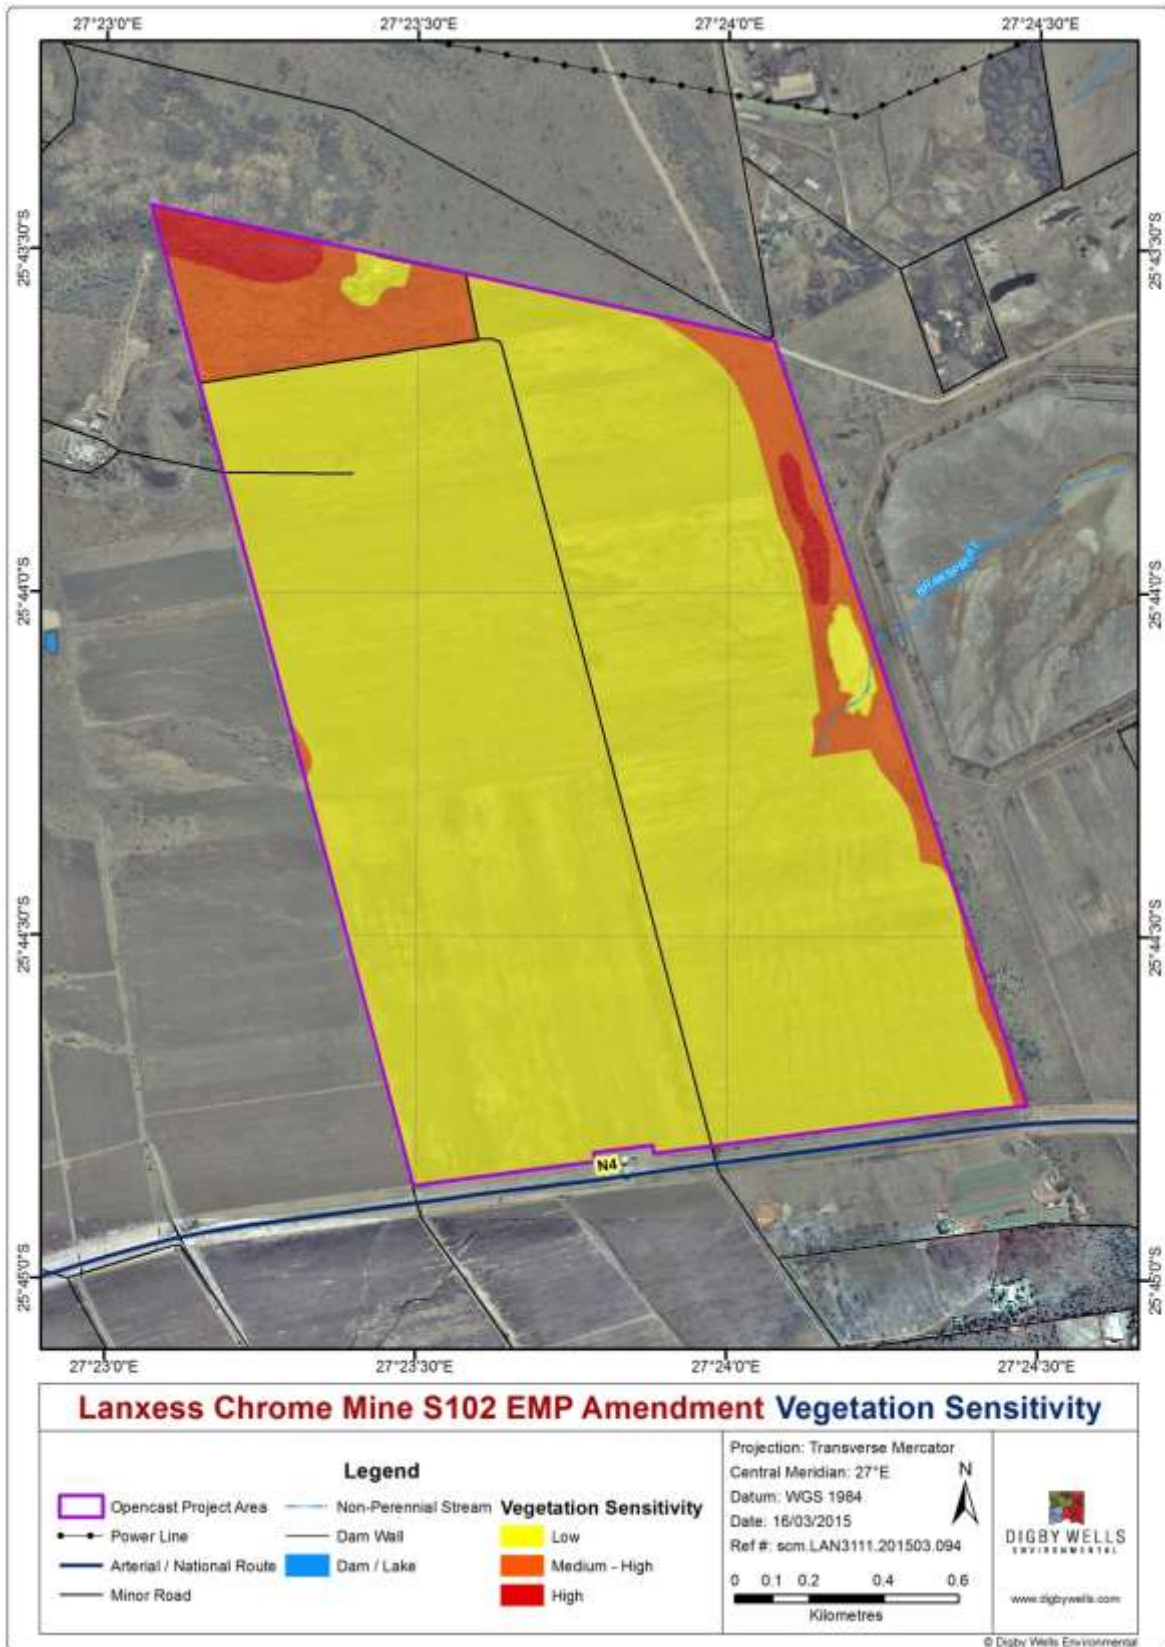 27°23'0"E 27°23'30"E 27°24'0"E 27°24'30"E
25°43'30"S 25°43'30"S
25°44'0"S 25°44'0"S
BRAKSPRUIT
25°44'30"S 25°44'30"S
N4
25°45'0"S 25°45'0"S
27°23'0"E 27°23'30"E 27°24'0"E 27°24'30"E
Lanxess Chrome Mine S102 EMP Amendment Vegetation Sensitivity
Legend
Opencast Project Area
Power Line
Arterial / National Route
Minor Road
Non-Perennial Stream
Dam Wall
Dam / Lake
Vegetation Sensitivity
Low
Medium - High
High
Projection: Transverse Mercator
Central Meridian: 27°E
Datum: WGS 1984
Date: 16/03/2015
Ref #: scm.LAN3111.201503.094
N
0 0.1 0.2 0.4 0.6
Kilometres
DIGBY WELLS
ENVIRONMENTAL
www.digbywells.com
© Digby Wells Environmental